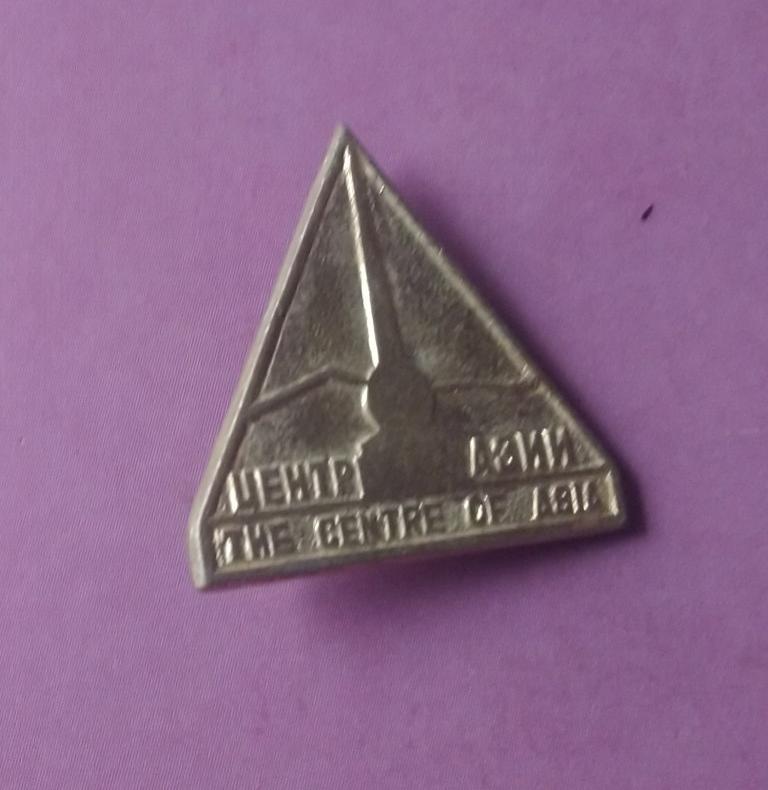 ЦЕНТР АЗИИ
THE CENTRE OF ASIA